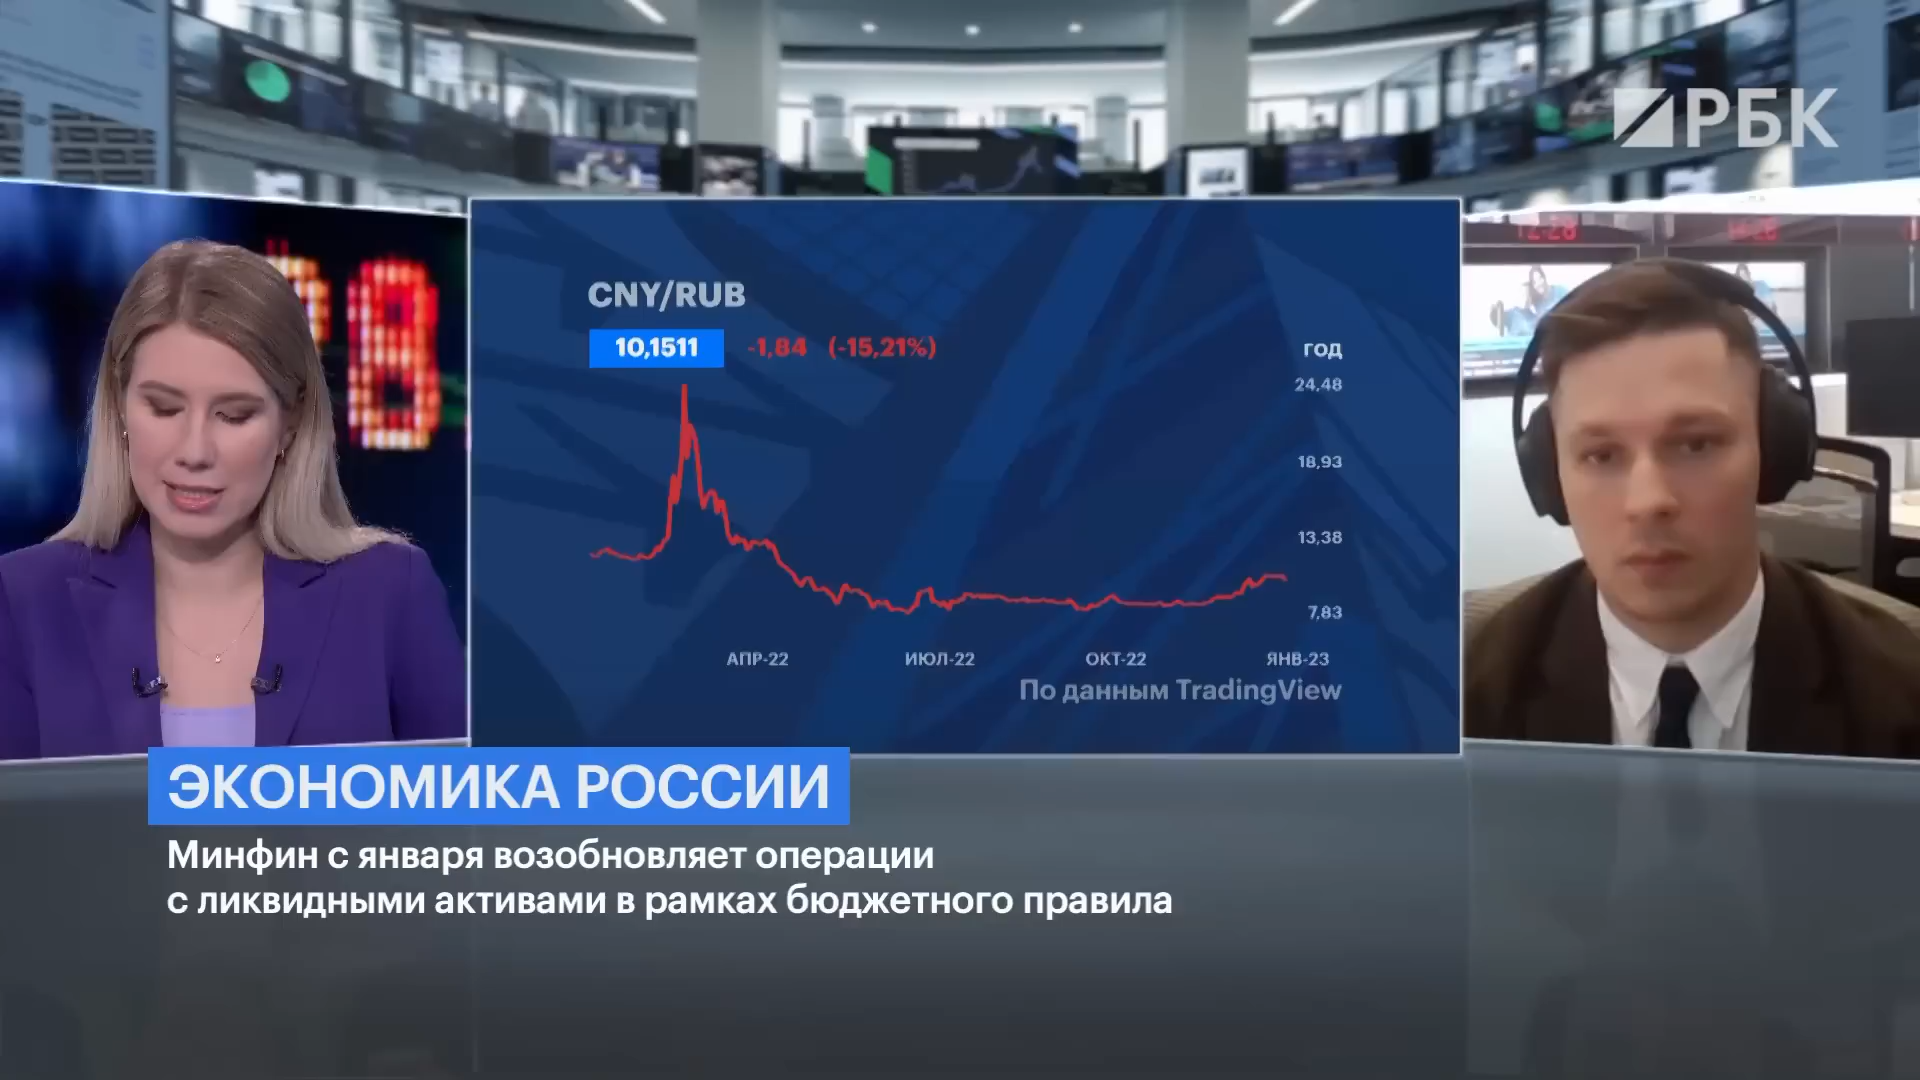 РБК
CNY/RUB
10,1511 -1,84 (-15,21%)
ГОД
24,48
18,93
13,38
7,83
АПР-22 ИЮЛ-22 ОКТ-22 ЯНВ-23
По данным TradingView
ЭКОНОМИКА РОССИИ
Минфин с января возобновляет операции
с ликвидными активами в рамках бюджетного правила